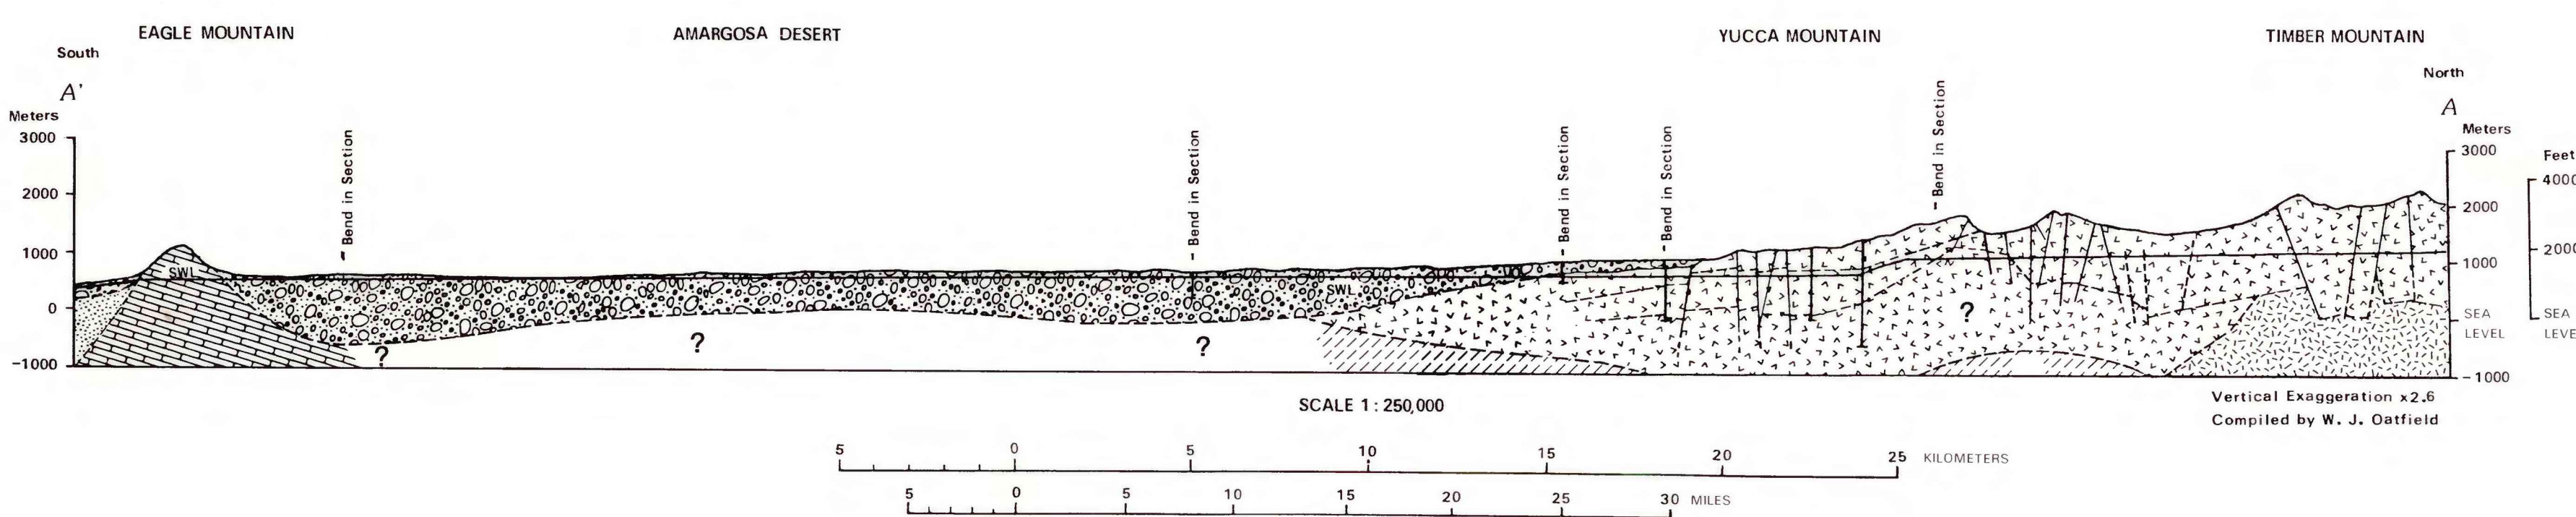 EAGLE MOUNTAIN
AMARGOSA DESERT
YUCCA MOUNTAIN
TIMBER MOUNTAIN
South
North
A'
A
Meters
3000
2000
1000
0
-1000
Bend in Section
Bend in Section
Bend in Section
Bend in Section
Bend in Section
Meters
3000
2000
1000
SEA
LEVEL
-1000
Feet
4000
2000
SEA
SWL
SWL
?
?
?
?
SCALE 1 : 250,000
Vertical Exaggeration x2.6
Compiled by W. J. Oatfield
5 0 5 10 15 20 25 KILOMETERS
5 0 5 10 15 20 25 30 MILES